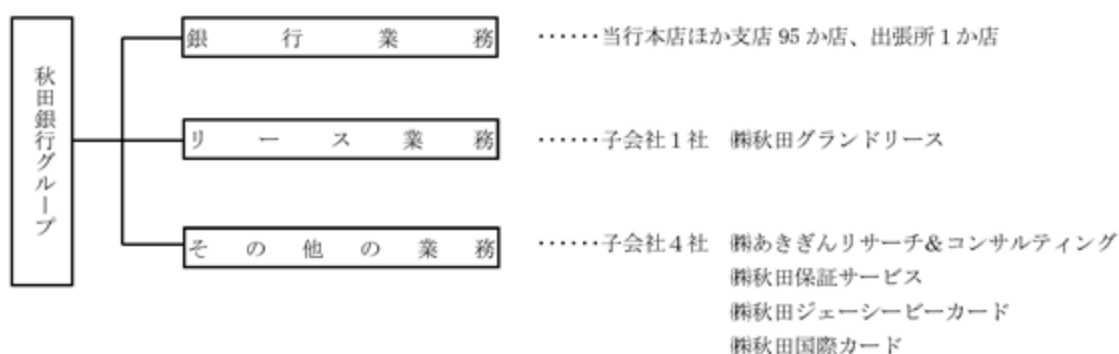 秋田銀行グループ
銀行業務 ……当行本店ほか支店 95 か店、出張所 1 か店
リース業務 ……子会社 1 社 ㈱秋田グランドリース
その他の業務 ……子会社 4 社 ㈱あきぎんリサーチ&コンサルティング
㈱秋田保証サービス
㈱秋田ジェーシービーカード
㈱秋田国際カード